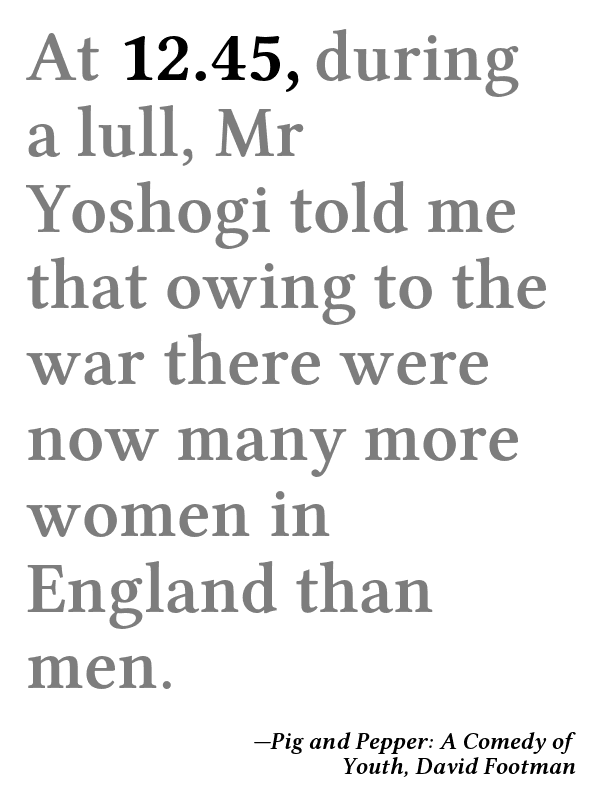 At 12.45, during
a lull, Mr
Yoshogi told me
that owing to the
war there were
now many more
women in
England than
men.
—Pig and Pepper: A Comedy of
Youth, David Footman